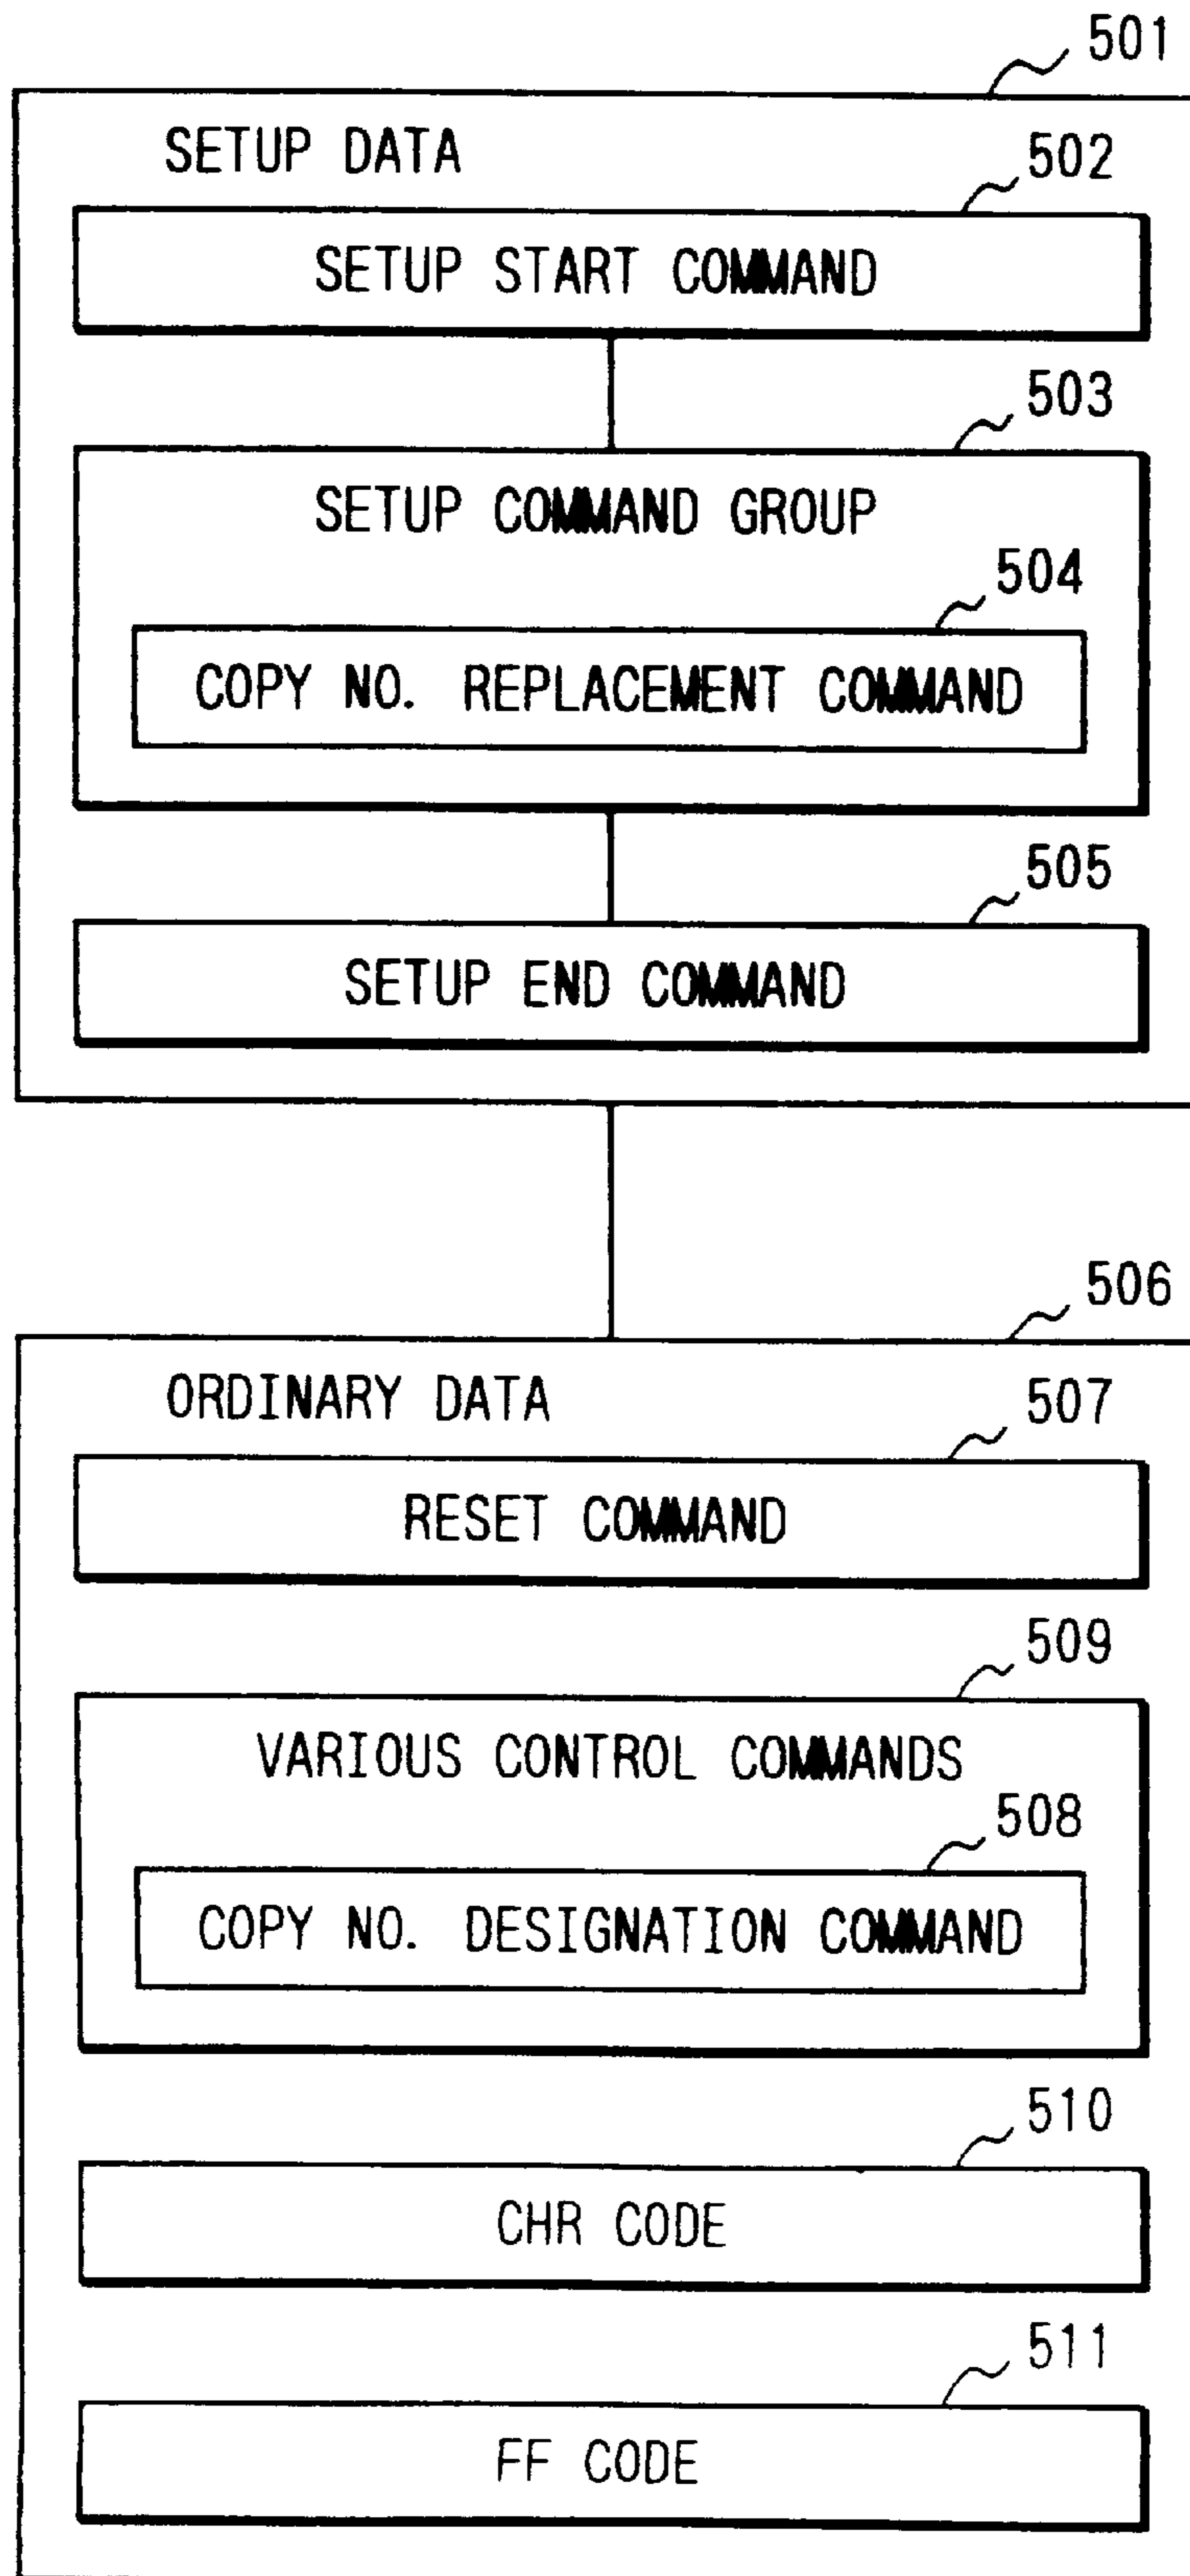 501
SETUP DATA
502
SETUP START COMMAND
503
SETUP COMMAND GROUP
504
COPY NO. REPLACEMENT COMMAND
505
SETUP END COMMAND
506
ORDINARY DATA
507
RESET COMMAND
509
VARIOUS CONTROL COMMANDS
508
COPY NO. DESIGNATION COMMAND
510
CHR CODE
511
FF CODE